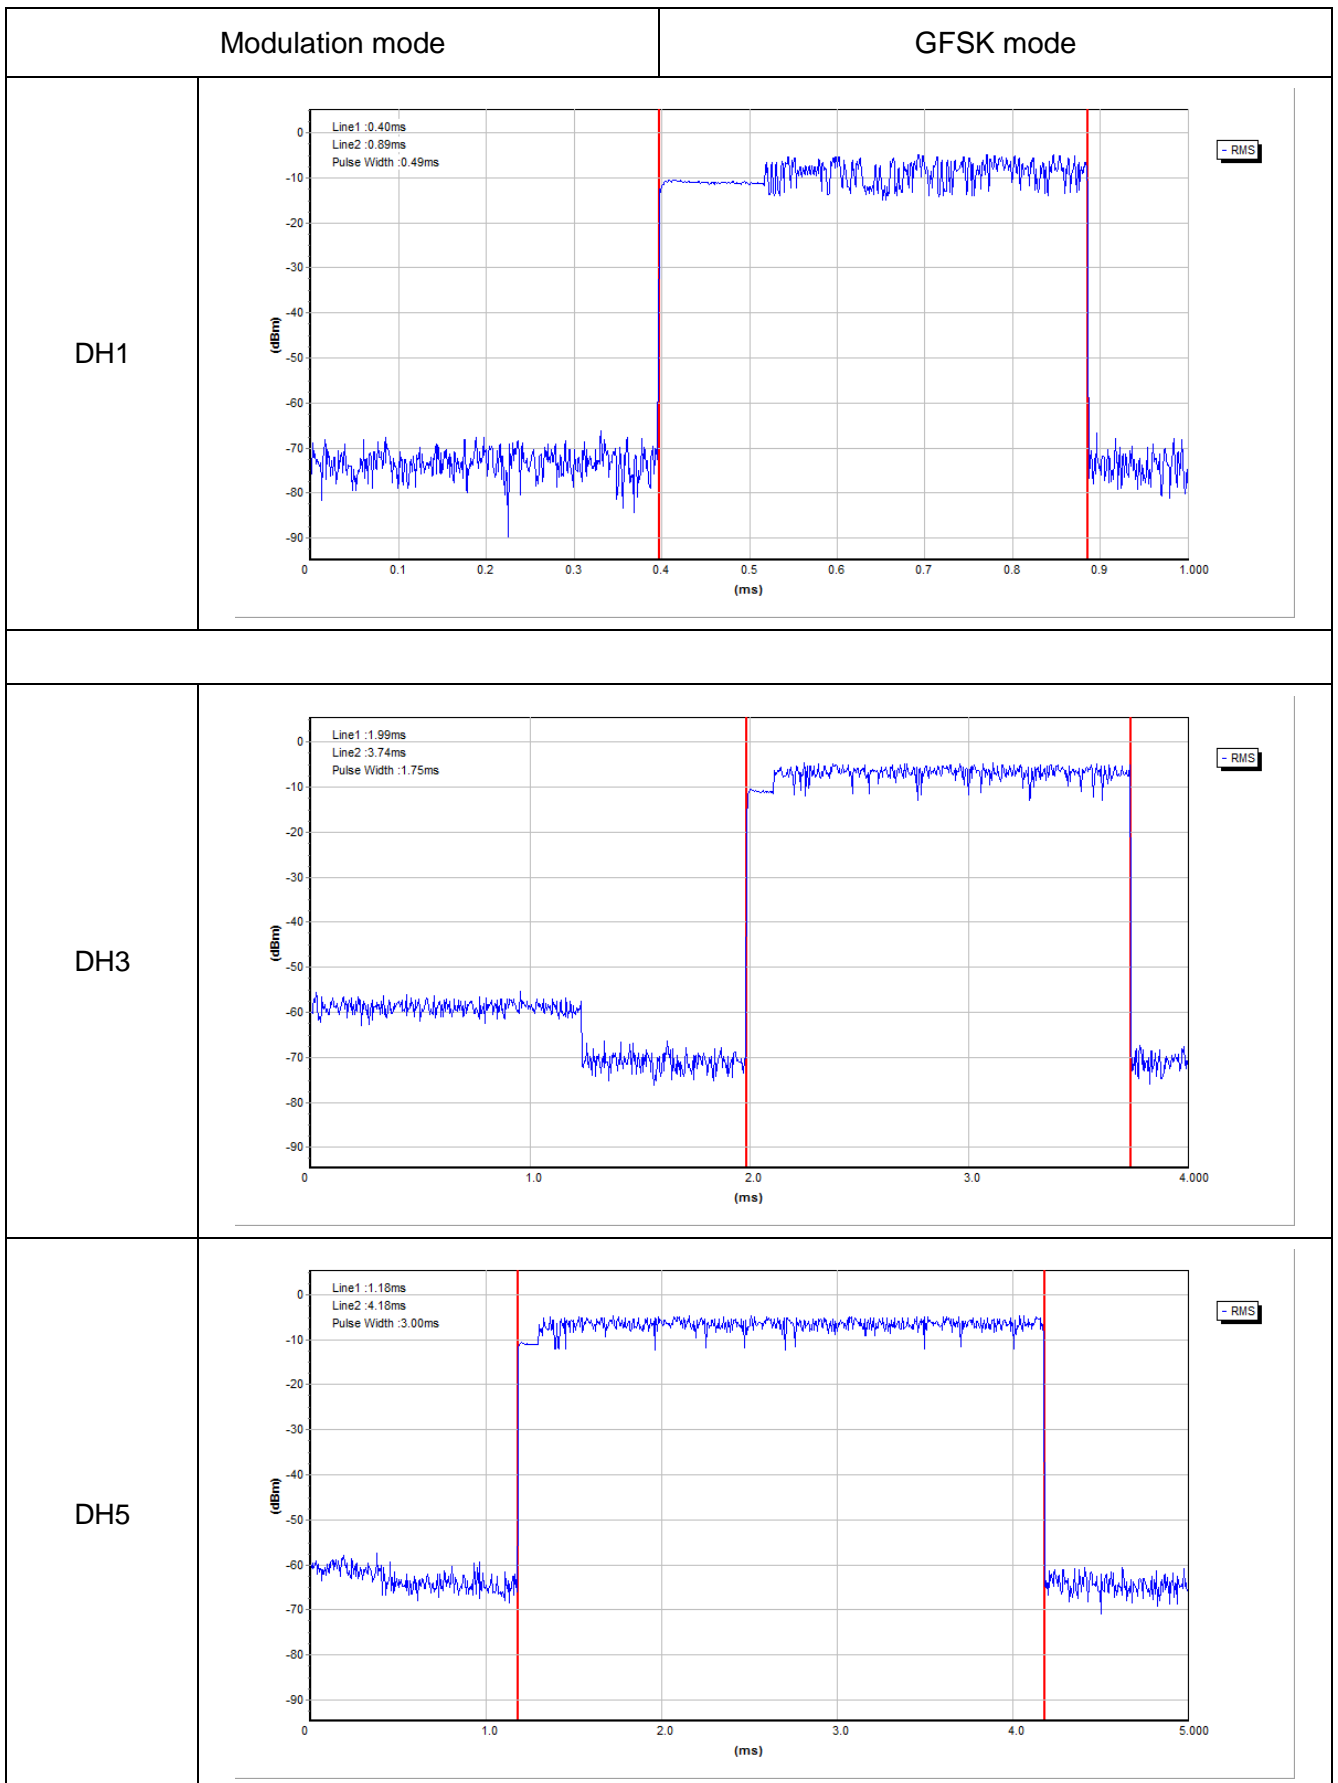 Modulation mode
GFSK mode
DH1
Line1 :0.40ms
Line2 :0.89ms
Pulse Width :0.49ms
- RMS
0
-10
-20
-30
-40
-50
-60
-70
-80
-90
(dBm)
0 0.1 0.2 0.3 0.4 0.5 0.6 0.7 0.8 0.9 1.000
(ms)
DH3
Line1 :1.99ms
Line2 :3.74ms
Pulse Width :1.75ms
- RMS
0
-10
-20
-30
-40
-50
-60
-70
-80
-90
(dBm)
0 1.0 2.0 3.0 4.000
(ms)
DH5
Line1 :1.18ms
Line2 :4.18ms
Pulse Width :3.00ms
- RMS
0
-10
-20
-30
-40
-50
-60
-70
-80
-90
(dBm)
0 1.0 2.0 3.0 4.0 5.000
(ms)